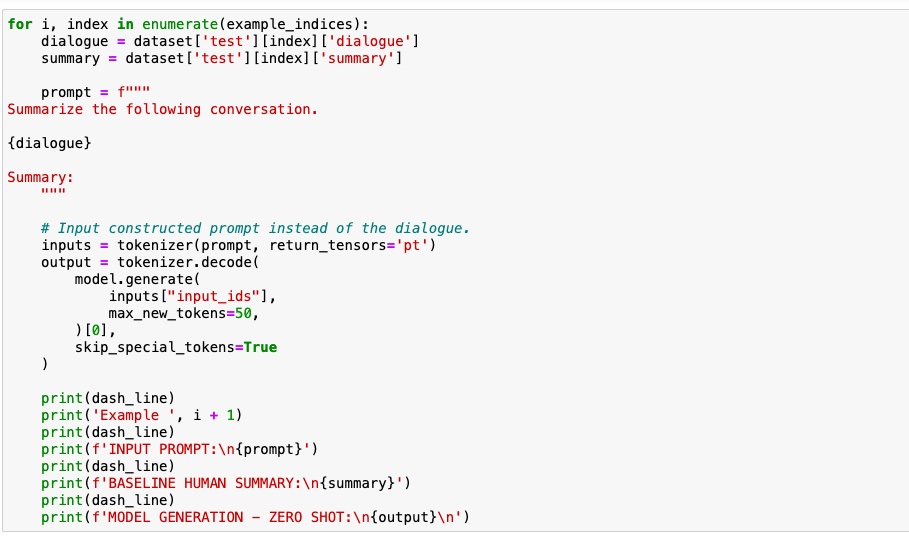 for i, index in enumerate(example_indices):
    dialogue = dataset['test'][index]['dialogue']
    summary = dataset['test'][index]['summary']

    prompt = f"""
Summarize the following conversation.

{dialogue}

Summary:
    """

    # Input constructed prompt instead of the dialogue.
    inputs = tokenizer(prompt, return_tensors='pt')
    output = tokenizer.decode(
        model.generate(
            inputs["input_ids"],
            max_new_tokens=50,
        )[0],
        skip_special_tokens=True
    )

    print(dash_line)
    print('Example ', i + 1)
    print(dash_line)
    print(f'INPUT PROMPT:\n{prompt}')
    print(dash_line)
    print(f'BASELINE HUMAN SUMMARY:\n{summary}')
    print(dash_line)
    print(f'MODEL GENERATION - ZERO SHOT:\n{output}\n')